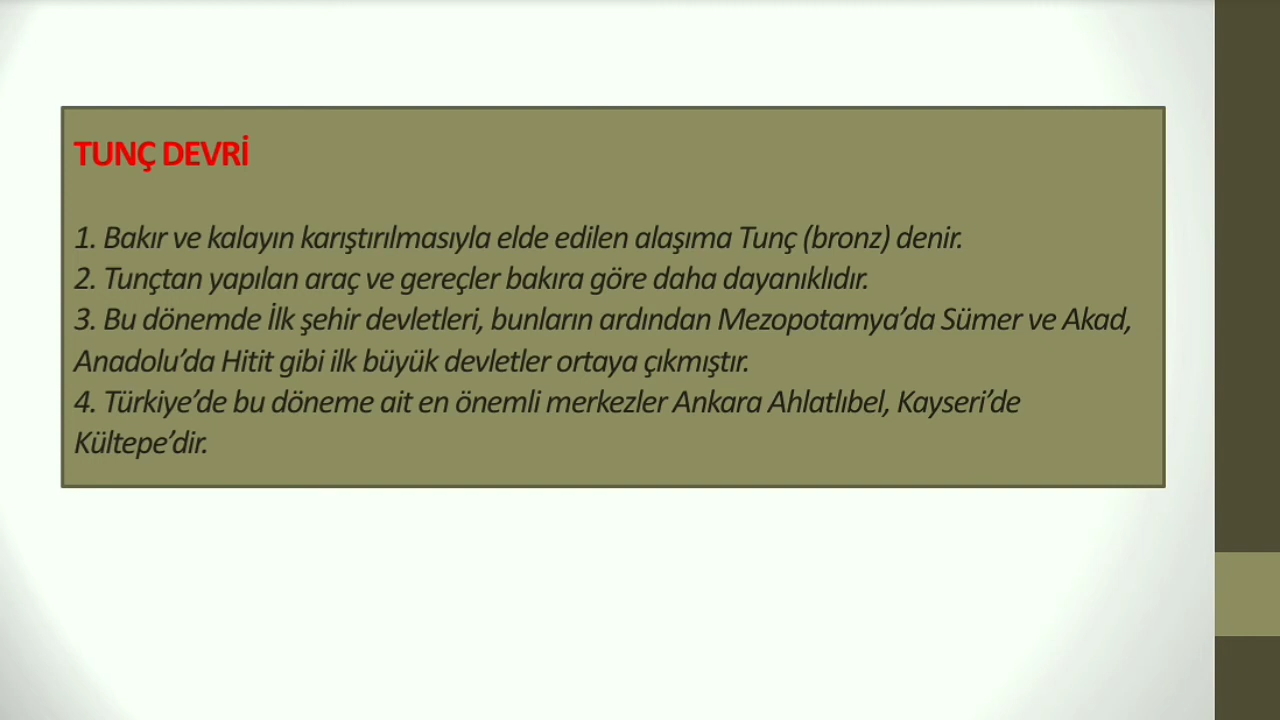 TUNÇ DEVRİ
1. Bakır ve kalayın karıştırılmasıyla elde edilen alaşıma Tunç (bronz) denir.
2. Tunçtan yapılan araç ve gereçler bakıra göre daha dayanıklıdır.
3. Bu dönemde İlk şehir devletleri, bunların ardından Mezopotamya’da Sümer ve Akad,
Anadolu’da Hitit gibi ilk büyük devletler ortaya çıkmıştır.
4. Türkiye’de bu döneme ait en önemli merkezler Ankara Ahlatlıbel, Kayseri’de
Kültepe’dir.